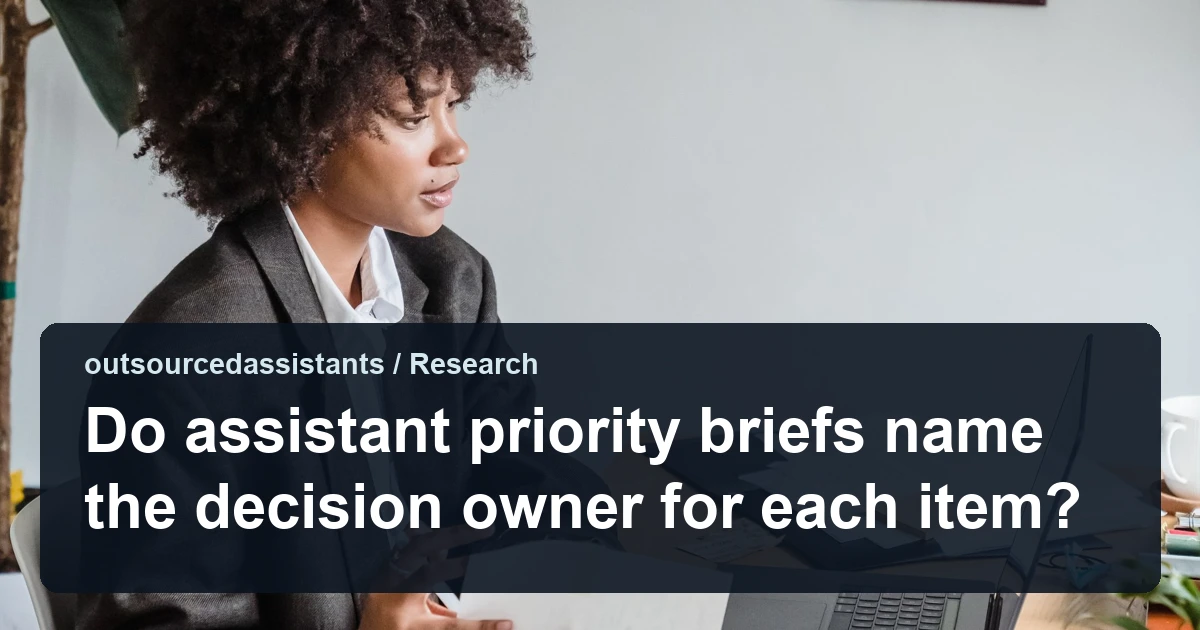 outsourcedassistants / Research
Do assistant priority briefs name
the decision owner for each item?